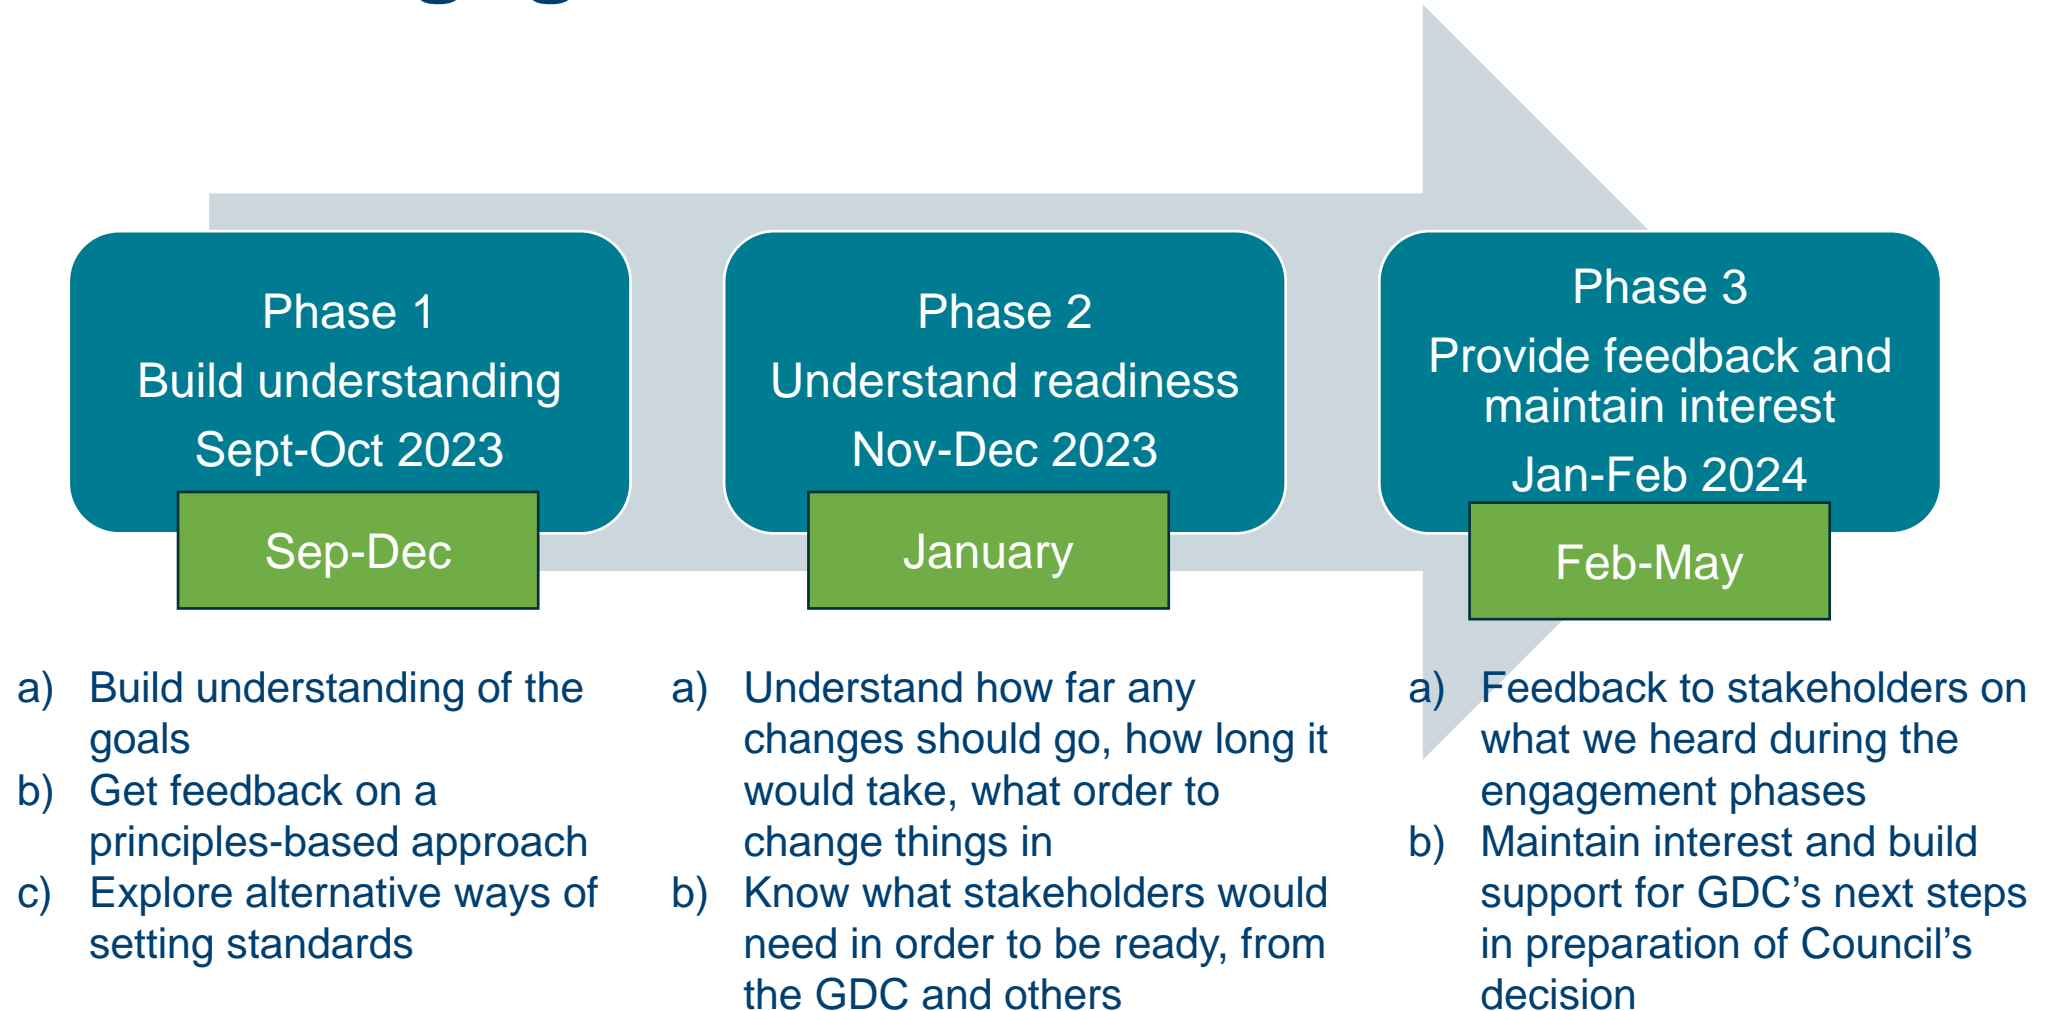 Phase 1
Build understanding
Sept-Oct 2023
Sep-Dec
a) Build understanding of the
goals
b) Get feedback on a
principles-based approach
c) Explore alternative ways of
setting standards
Phase 2
Understand readiness
Nov-Dec 2023
January
a) Understand how far any
changes should go, how long it
would take, what order to
change things in
b) Know what stakeholders would
need in order to be ready, from
the GDC and others
Phase 3
Provide feedback and
maintain interest
Jan-Feb 2024
Feb-May
a) Feedback to stakeholders on
what we heard during the
engagement phases
b) Maintain interest and build
support for GDC’s next steps
in preparation of Council’s
decision